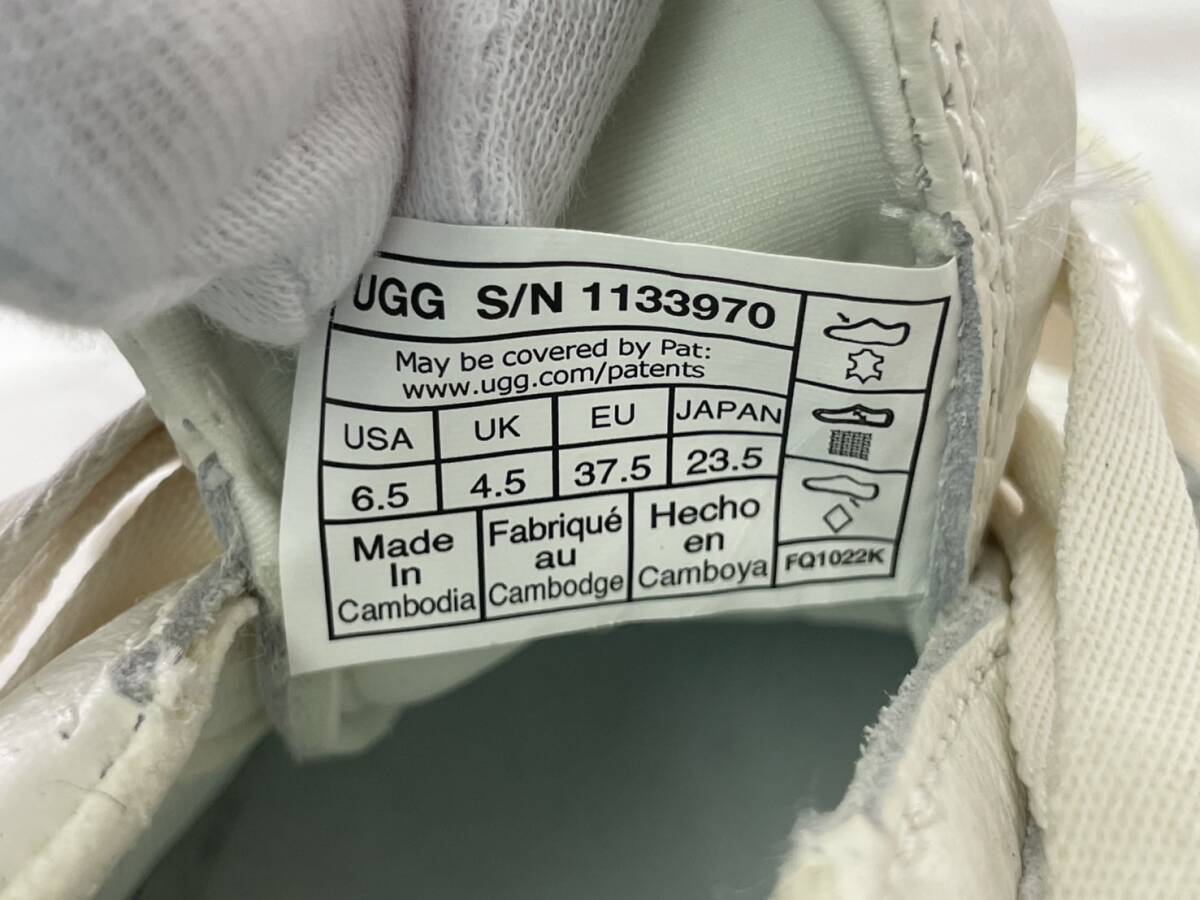 UGG S/N 1133970
May be covered by Pat:
www.ugg.com/patents
USA UK EU JAPAN
6.5 4.5 37.5 23.5
Made In Cambodia
Fabriqué au Cambodge
Hecho en Camboya
FQ1022K